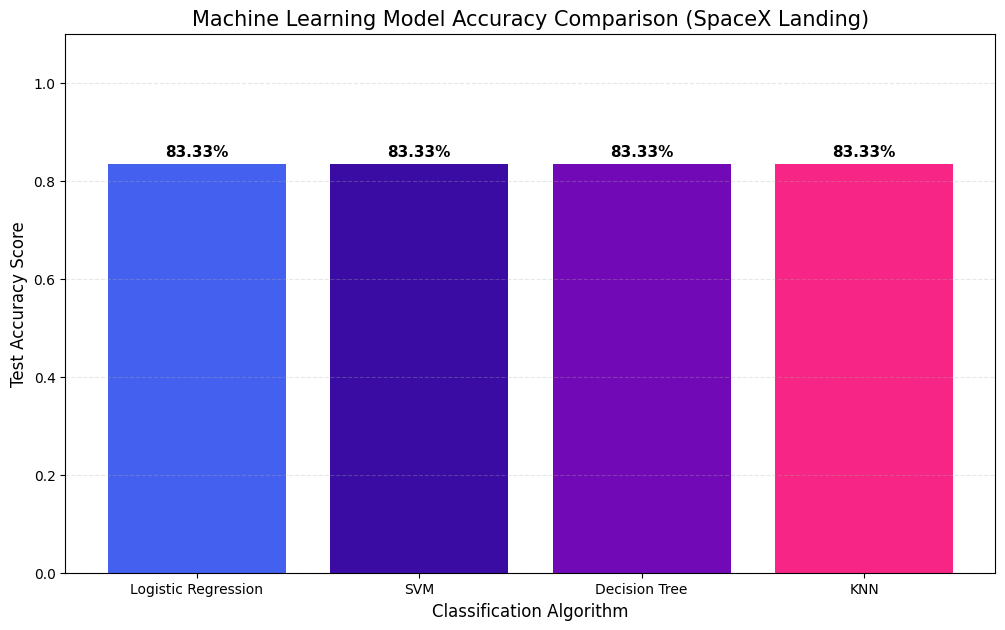 Machine Learning Model Accuracy Comparison (SpaceX Landing)
Test Accuracy Score
1.0
0.8
0.6
0.4
0.2
0.0
83.33%
83.33%
83.33%
83.33%
Logistic Regression
SVM
Decision Tree
KNN
Classification Algorithm